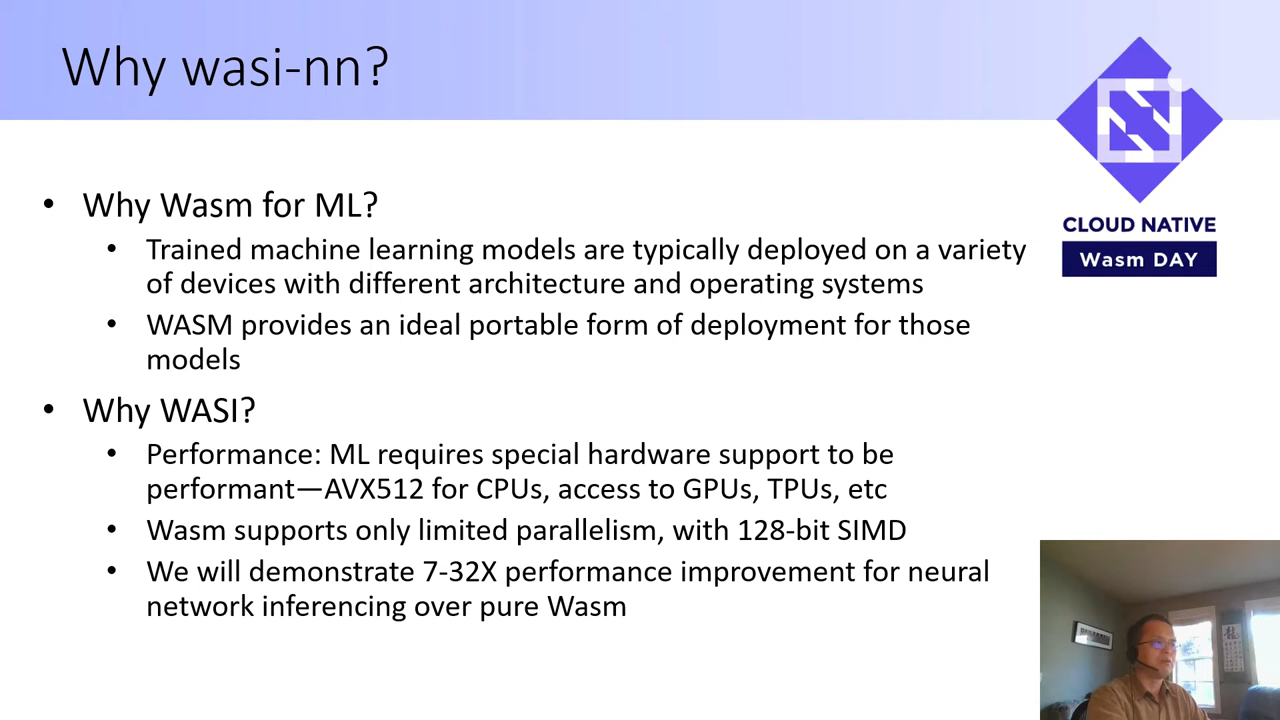 Why wasi-nn?
CLOUD NATIVE
Wasm DAY
• Why Wasm for ML?
• Trained machine learning models are typically deployed on a variety
of devices with different architecture and operating systems
• WASM provides an ideal portable form of deployment for those
models
• Why WASI?
• Performance: ML requires special hardware support to be
performant—AVX512 for CPUs, access to GPUs, TPUs, etc
• Wasm supports only limited parallelism, with 128-bit SIMD
• We will demonstrate 7-32X performance improvement for neural
network inferencing over pure Wasm